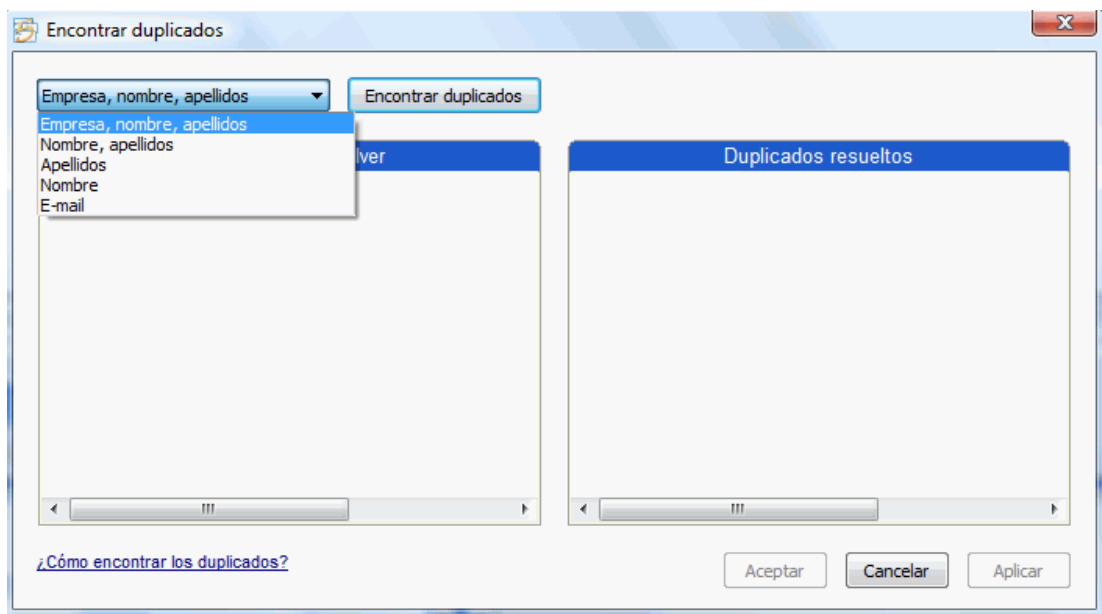 Encontrar duplicados
Empresa, nombre, apellidos
Encontrar duplicados
Empresa, nombre, apellidos
Nombre, apellidos
Apellidos
Nombre
E-mail
lver
Duplicados resueltos
¿Cómo encontrar los duplicados?
Aceptar
Cancelar
Aplicar